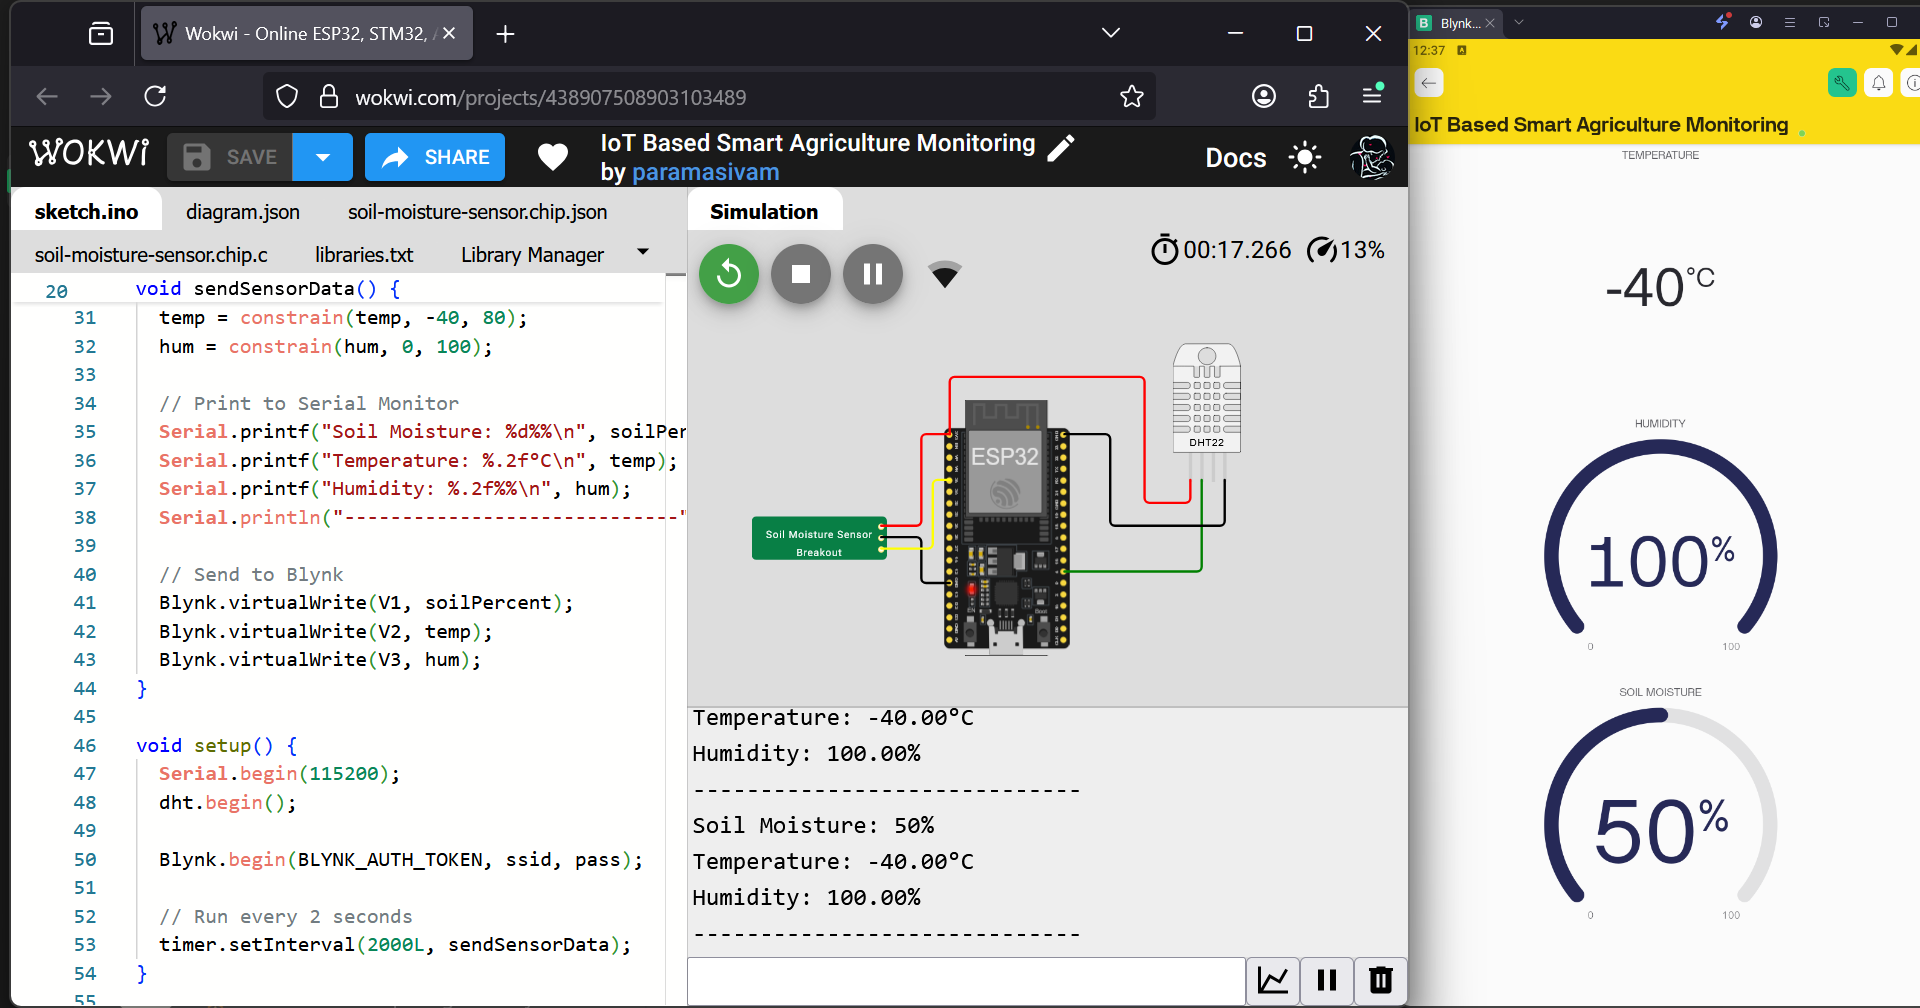 Wokwi - Online ESP32, STM32, A
wokwi.com/projects/438907508903103489
WOKWi
SAVE
SHARE
IoT Based Smart Agriculture Monitoring
by paramasivam
Docs
sketch.ino
diagram.json
soil-moisture-sensor.chip.json
soil-moisture-sensor.chip.c
libraries.txt
Library Manager
20 void sendSensorData() {
31 temp = constrain(temp, -40, 80);
32 hum = constrain(hum, 0, 100);
33
34 // Print to Serial Monitor
35 Serial.printf("Soil Moisture: %d%%\n", soilPer
36 Serial.printf("Temperature: %.2f°C\n", temp);
37 Serial.printf("Humidity: %.2f%%\n", hum);
38 Serial.println("-----------------------------"
39
40 // Send to Blynk
41 Blynk.virtualWrite(V1, soilPercent);
42 Blynk.virtualWrite(V2, temp);
43 Blynk.virtualWrite(V3, hum);
44 }
45
46 void setup() {
47 Serial.begin(115200);
48 dht.begin();
49
50 Blynk.begin(BLYNK_AUTH_TOKEN, ssid, pass);
51
52 // Run every 2 seconds
53 timer.setInterval(2000L, sendSensorData);
54 }
55
Simulation
00:17.266
13%
DHT22
ESP32
Soil Moisture Sensor
Breakout
Temperature: -40.00°C
Humidity: 100.00%
-----------------------------
Soil Moisture: 50%
Temperature: -40.00°C
Humidity: 100.00%
-----------------------------
B Blynk...
12:37
IoT Based Smart Agriculture Monitoring
TEMPERATURE
-40°C
HUMIDITY
100%
0
100
SOIL MOISTURE
50%
0
100